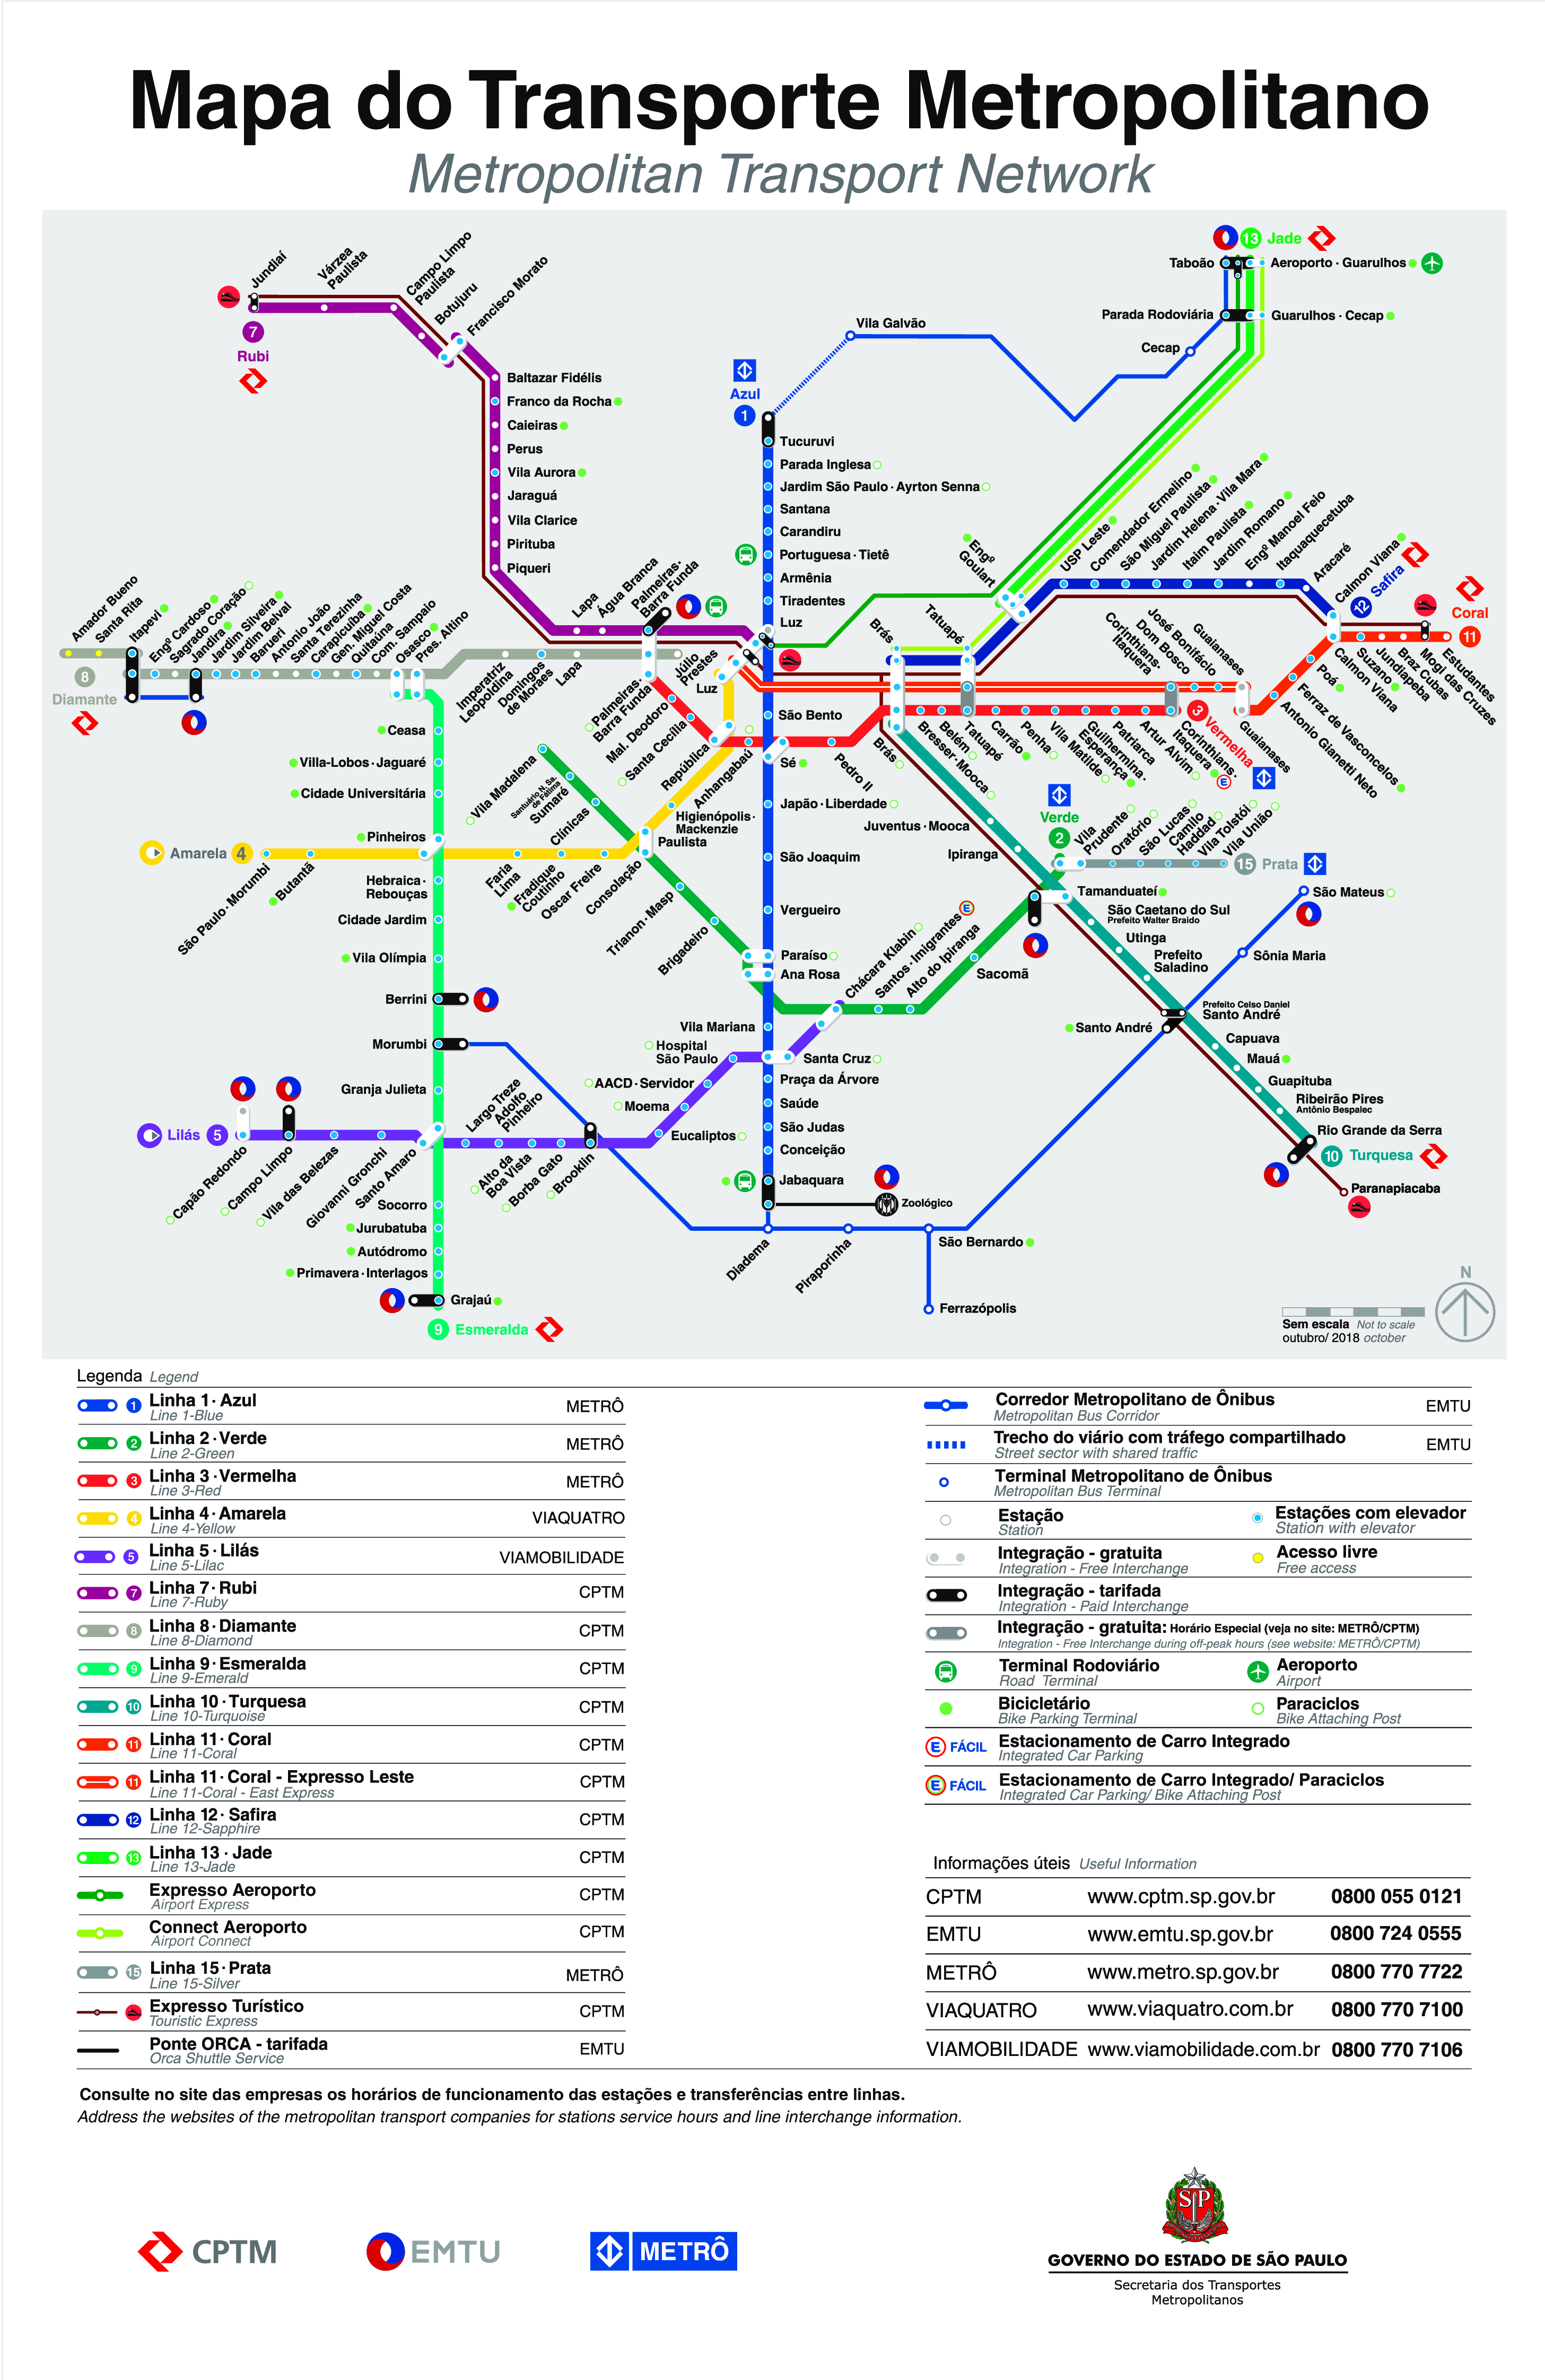 Mapa do Transporte Metropolitano
Metropolitan Transport Network
Jundiaí
Várzea
Paulista
Campo Limpo
Paulista
Botujuru
Francisco Morato
7
Rubi
Baltazar Fidélis
Franco da Rocha
Caieiras
Perus
Vila Aurora
Jaraguá
Vila Clarice
Pirituba
Piqueri
Lapa
Água Branca
Palmeiras-
Barra Funda
Azul
1
Tucuruvi
Parada Inglesa
Jardim São Paulo · Ayrton Senna
Santana
Carandiru
Portuguesa · Tietê
Armênia
Tiradentes
Luz
São Bento
Sé
Japão · Liberdade
São Joaquim
Vergueiro
Paraíso
Ana Rosa
Vila Mariana
Santa Cruz
Praça da Árvore
Saúde
São Judas
Conceição
Jabaquara
Zoológico
Vila Galvão
Cecap
Parada Rodoviária
Taboão
13 Jade
Aeroporto · Guarulhos
Guarulhos · Cecap
Engº
Goulart
USP Leste
Comendador Ermelino
São Miguel Paulista
Jardim Helena · Vila Mara
Itaim Paulista
Jardim Romano
Engº Manoel Feio
Itaquaquecetuba
Aracaré
Calmon Viana
12 Safira
Coral
11
Estudantes
Mogi das Cruzes
Braz Cubas
Jundiapeba
Suzano
Calmon Viana
Poá
Ferraz de Vasconcelos
Antonio Gianetti Neto
Guaianases
Guaianases
José Bonifácio
Dom Bosco
Corinthians-
Itaquera
Tatuapé
Brás
Amador Bueno
Santa Rita
Itapevi
Engº Cardoso
Sagrado Coração
Jandira
Jardim Silveira
Jardim Belval
Barueri
Antonio João
Santa Terezinha
Carapicuíba
Gen. Miguel Costa
Quitaúna
Com. Sampaio
Osasco
Pres. Altino
Imperatriz
Leopoldina
Domingos
de Moraes
Lapa
Júlio
Prestes
Luz
8
Diamante
Palmeiras-
Barra Funda
Mal. Deodoro
Santa Cecília
República
Anhangabaú
Pedro II
Brás
Bresser · Mooca
Belém
Tatuapé
Carrão
Penha
Vila Matilde
Guilhermina-
Esperança
Patriarca
Artur Alvim
Corinthians-
Itaquera
3 Vermelha
Ceasa
Villa-Lobos · Jaguaré
Cidade Universitária
Pinheiros
Hebraica ·
Rebouças
Cidade Jardim
Vila Olímpia
Berrini
Morumbi
Granja Julieta
Santo Amaro
Socorro
Jurubatuba
Autódromo
Primavera · Interlagos
Grajaú
9 Esmeralda
Amarela 4
São Paulo · Morumbi
Butantã
Faria
Lima
Fradique
Coutinho
Oscar Freire
Paulista
Higienópolis ·
Mackenzie
Vila Madalena
Santuário N. Sa.
de Fátima
Sumaré
Clínicas
Consolação
Trianon · Masp
Brigadeiro
Chácara Klabin
Santos · Imigrantes
Alto do Ipiranga
Sacomã
Tamanduateí
Verde
2
Vila
Prudente
Oratório
São Lucas
Camilo
Haddad
Vila Tolstói
Vila União
15 Prata
Juventus · Mooca
Ipiranga
São Caetano do Sul
Prefeito Walter Braido
Utinga
Prefeito
Saladino
Prefeito Celso Daniel
Santo André
Santo André
Capuava
Mauá
Guapituba
Ribeirão Pires
Antônio Bespalec
Rio Grande da Serra
10 Turquesa
Paranapiacaba
São Mateus
Sônia Maria
Lilás 5
Capão Redondo
Campo Limpo
Vila das Belezas
Giovanni Gronchi
Largo Treze
Adolfo
Pinheiro
Alto da
Boa Vista
Borba Gato
Brooklin
Eucaliptos
Moema
AACD · Servidor
Hospital
São Paulo
Diadema
Piraporinha
São Bernardo
Ferrazópolis
N
Sem escala Not to scale
outubro/ 2018 october
Legenda Legend
1 Linha 1 · Azul METRÔ
Line 1-Blue
2 Linha 2 · Verde METRÔ
Line 2-Green
3 Linha 3 · Vermelha METRÔ
Line 3-Red
4 Linha 4 · Amarela VIAQUATRO
Line 4-Yellow
5 Linha 5 · Lilás VIAMOBILIDADE
Line 5-Lilac
7 Linha 7 · Rubi CPTM
Line 7-Ruby
8 Linha 8 · Diamante CPTM
Line 8-Diamond
9 Linha 9 · Esmeralda CPTM
Line 9-Emerald
10 Linha 10 · Turquesa CPTM
Line 10-Turquoise
11 Linha 11 · Coral CPTM
Line 11-Coral
11 Linha 11 · Coral - Expresso Leste CPTM
Line 11-Coral - East Express
12 Linha 12 · Safira CPTM
Line 12-Sapphire
13 Linha 13 · Jade CPTM
Line 13-Jade
Expresso Aeroporto CPTM
Airport Express
Connect Aeroporto CPTM
Airport Connect
15 Linha 15 · Prata METRÔ
Line 15-Silver
Expresso Turístico CPTM
Touristic Express
Ponte ORCA - tarifada EMTU
Orca Shuttle Service
Corredor Metropolitano de Ônibus EMTU
Metropolitan Bus Corridor
Trecho do viário com tráfego compartilhado EMTU
Street sector with shared traffic
Terminal Metropolitano de Ônibus
Metropolitan Bus Terminal
Estação Estações com elevador
Station Station with elevator
Integração - gratuita Acesso livre
Integration - Free Interchange Free access
Integração - tarifada
Integration - Paid Interchange
Integração - gratuita: Horário Especial (veja no site: METRÔ/CPTM)
Integration - Free Interchange during off-peak hours (see website: METRÔ/CPTM)
Terminal Rodoviário Aeroporto
Road Terminal Airport
Bicicletário Paraciclos
Bike Parking Terminal Bike Attaching Post
E FÁCIL Estacionamento de Carro Integrado
Integrated Car Parking
E FÁCIL Estacionamento de Carro Integrado/ Paraciclos
Integrated Car Parking/ Bike Attaching Post
Informações úteis Useful Information
CPTM www.cptm.sp.gov.br 0800 055 0121
EMTU www.emtu.sp.gov.br 0800 724 0555
METRÔ www.metro.sp.gov.br 0800 770 7722
VIAQUATRO www.viaquatro.com.br 0800 770 7100
VIAMOBILIDADE www.viamobilidade.com.br 0800 770 7106
Consulte no site das empresas os horários de funcionamento das estações e transferências entre linhas.
Address the websites of the metropolitan transport companies for stations service hours and line interchange information.
CPTM
EMTU
METRÔ
SP
GOVERNO DO ESTADO DE SÃO PAULO
Secretaria dos Transportes
Metropolitanos